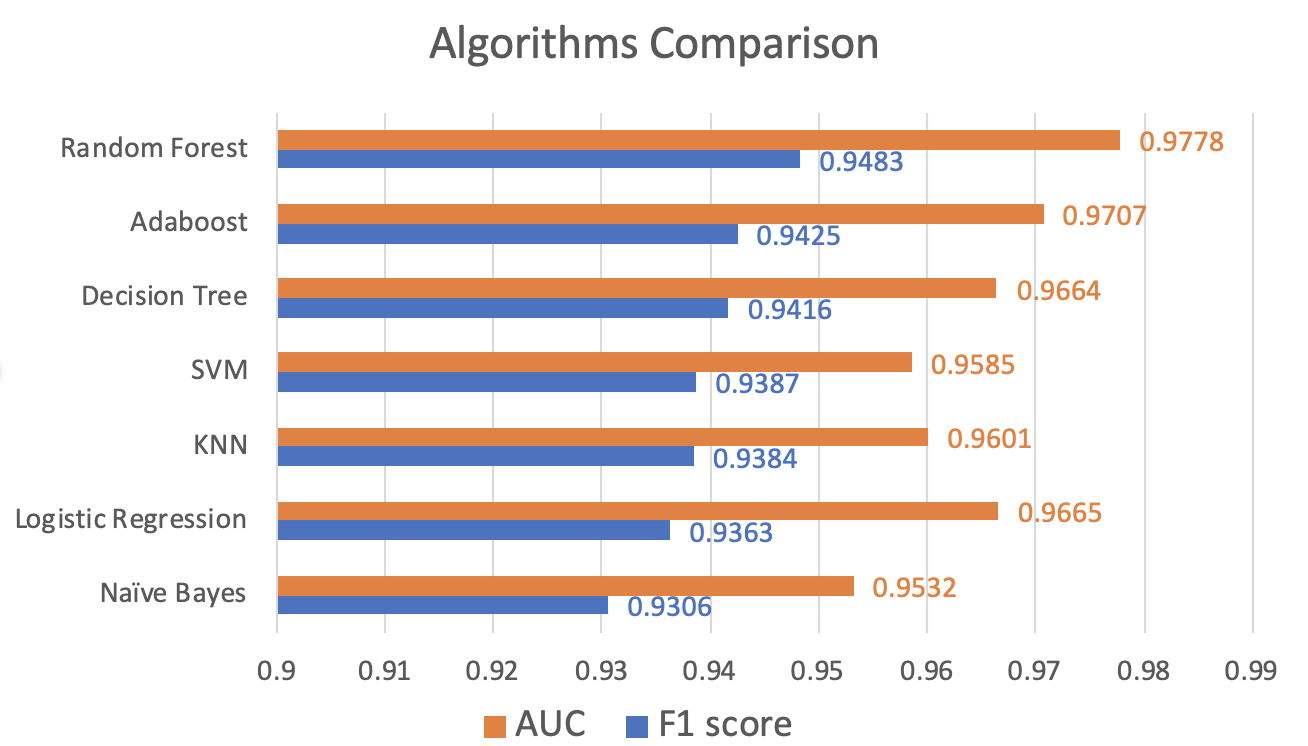 Algorithms Comparison
Random Forest
0.9778
0.9483
Adaboost
0.9707
0.9425
Decision Tree
0.9664
0.9416
SVM
0.9585
0.9387
KNN
0.9601
0.9384
Logistic Regression
0.9665
0.9363
Naïve Bayes
0.9532
0.9306
0.9 0.91 0.92 0.93 0.94 0.95 0.96 0.97 0.98 0.99
AUC F1 score